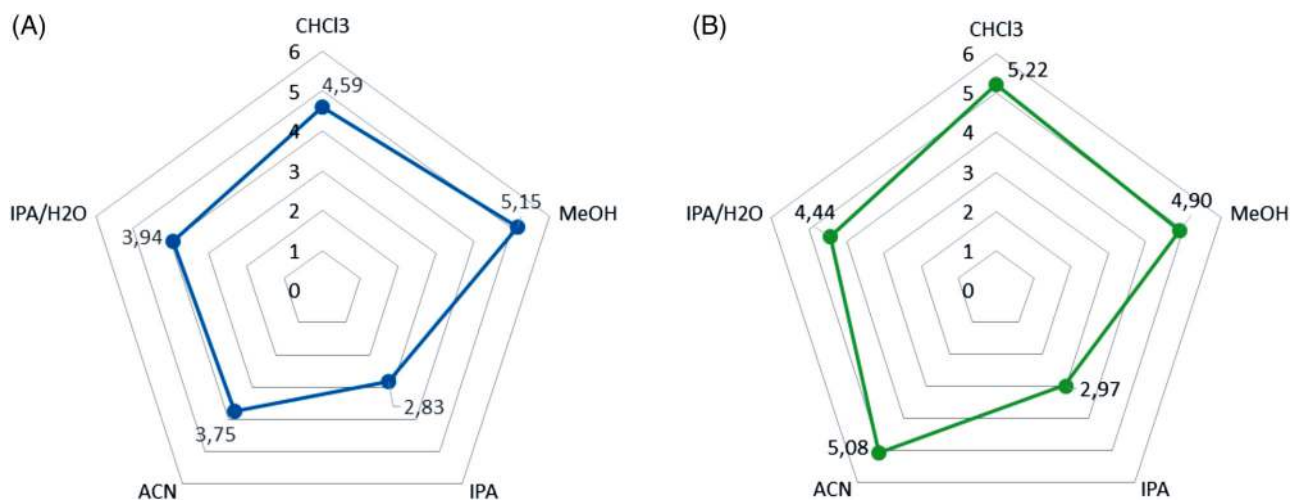 (A)
CHCl3
6
4,59
5
4
3
2
1
0
5,15
MeOH
IPA/H2O
3,94
2,83
3,75
ACN
IPA
(B)
CHCl3
6
5,22
5
4
3
2
1
0
4,90
MeOH
IPA/H2O
4,44
2,97
5,08
ACN
IPA